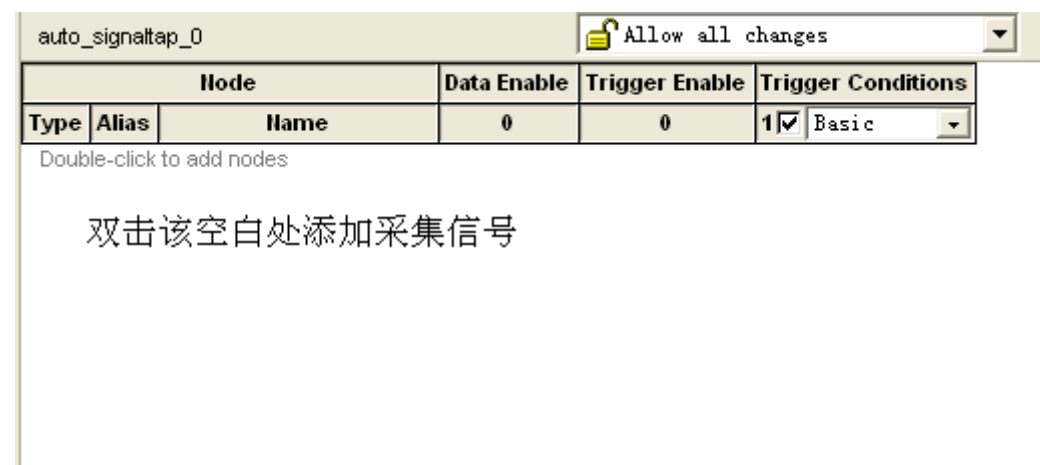 auto_signaltap_0 Allow all changes
Node Data Enable Trigger Enable Trigger Conditions
Type Alias Name 0 0 1 Basic
Double-click to add nodes
双击该空白处添加采集信号